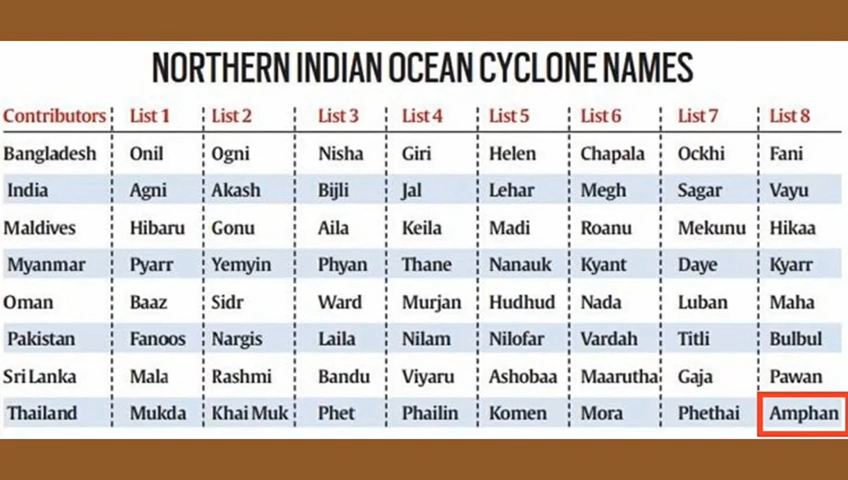 NORTHERN INDIAN OCEAN CYCLONE NAMES
Contributors List 1 List 2 List 3 List 4 List 5 List 6 List 7 List 8
Bangladesh Onil Ogni Nisha Giri Helen Chapala Ockhi Fani
India Agni Akash Bijli Jal Lehar Megh Sagar Vayu
Maldives Hibaru Gonu Aila Keila Madi Roanu Mekunu Hikaa
Myanmar Pyarr Yemyin Phyan Thane Nanauk Kyant Daye Kyarr
Oman Baaz Sidr Ward Murjan Hudhud Nada Luban Maha
Pakistan Fanoos Nargis Laila Nilam Nilofar Vardah Titli Bulbul
Sri Lanka Mala Rashmi Bandu Viyaru Ashobaa Maarutha Gaja Pawan
Thailand Mukda Khai Muk Phet Phailin Komen Mora Phethai Amphan